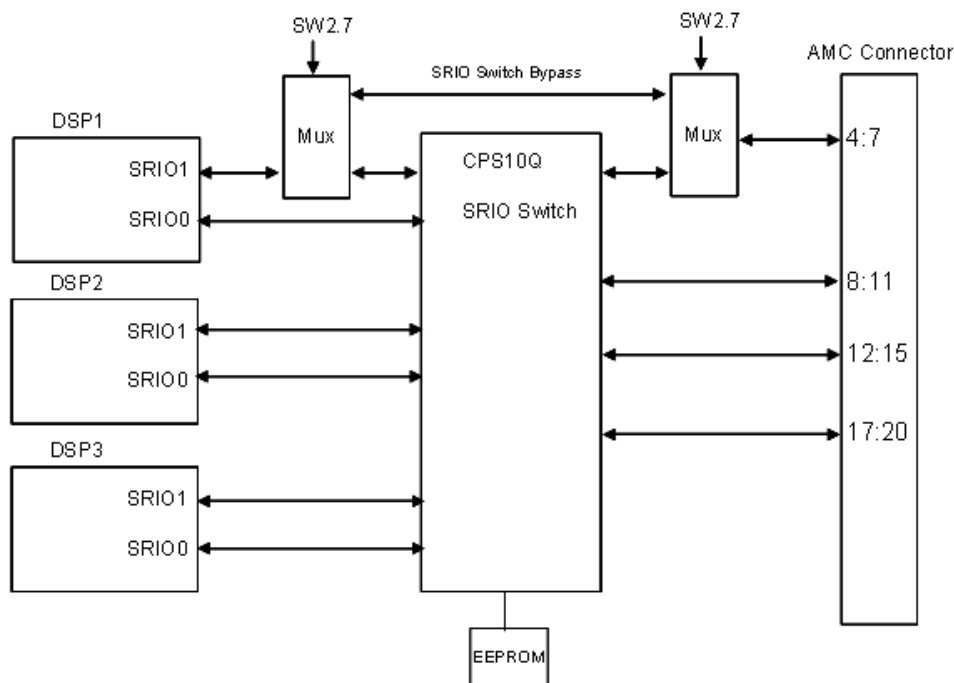 SW2.7
SW2.7
AMC Connector
SRIO Switch Bypass
DSP1
Mux
Mux
4:7
SRIO1
CPS10Q
SRIO0
SRIO Switch
DSP2
8:11
SRIO1
12:15
SRIO0
17:20
DSP3
SRIO1
SRIO0
EEPROM